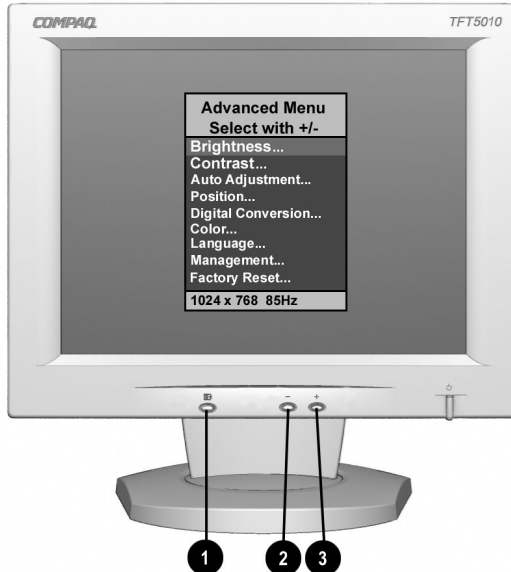 COMPAQ
TFT5010
Advanced Menu
Select with +/-
Brightness...
Contrast...
Auto Adjustment...
Position...
Digital Conversion...
Color...
Language...
Management...
Factory Reset...
1024 x 768 85Hz
- +
1 2 3